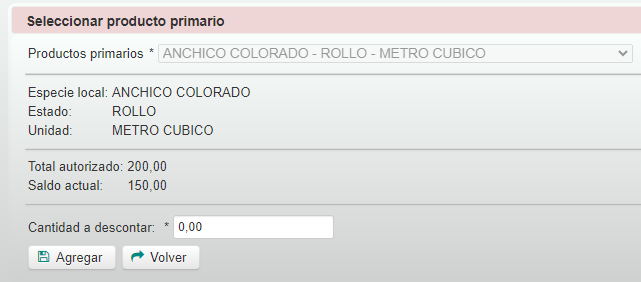 Seleccionar producto primario
Productos primarios * ANCHICO COLORADO - ROLLO - METRO CUBICO
Especie local: ANCHICO COLORADO
Estado: ROLLO
Unidad: METRO CUBICO
Total autorizado: 200,00
Saldo actual: 150,00
Cantidad a descontar: * 0,00
Agregar Volver